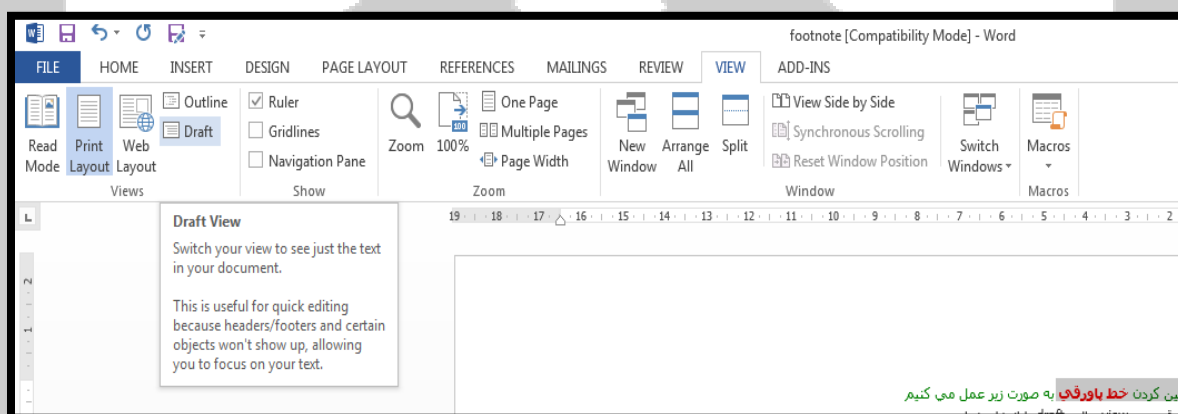 footnote [Compatibility Mode] - Word
FILE HOME INSERT DESIGN PAGE LAYOUT REFERENCES MAILINGS REVIEW VIEW ADD-INS
Read Mode
Print Layout
Web Layout
Outline
Draft
Views
Ruler
Gridlines
Navigation Pane
Show
Zoom
100%
One Page
Multiple Pages
Page Width
Zoom
New Window
Arrange All
Split
View Side by Side
Synchronous Scrolling
Reset Window Position
Switch Windows
Window
Macros
Macros
19 18 17 16 15 14 13 12 11 10 9 8 7 6 5 4 3 2
2
1
Draft View
Switch your view to see just the text
in your document.
This is useful for quick editing
because headers/footers and certain
objects won't show up, allowing
you to focus on your text.
کردن خط پاورقي به صورت زير عمل مي کنيم